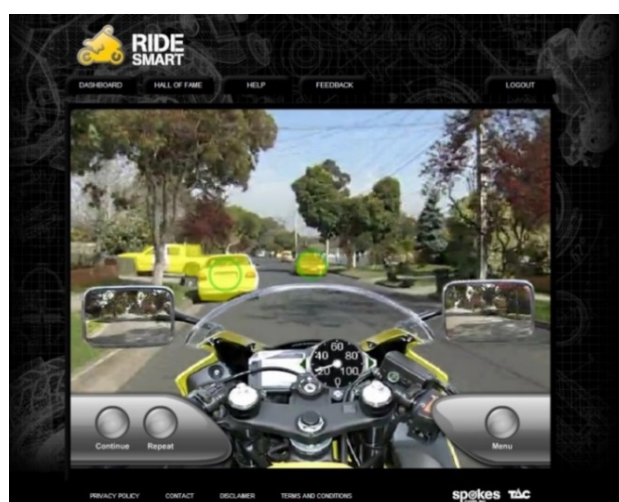 RIDE
SMART
DASHBOARD
HALL OF FAME
HELP
FEEDBACK
LOGOUT
60
40 80
20 100
0
Continue
Repeat
Menu
PRIVACY POLICY
CONTACT
DISCLAIMER
TERMS AND CONDITIONS
spokes
TAC